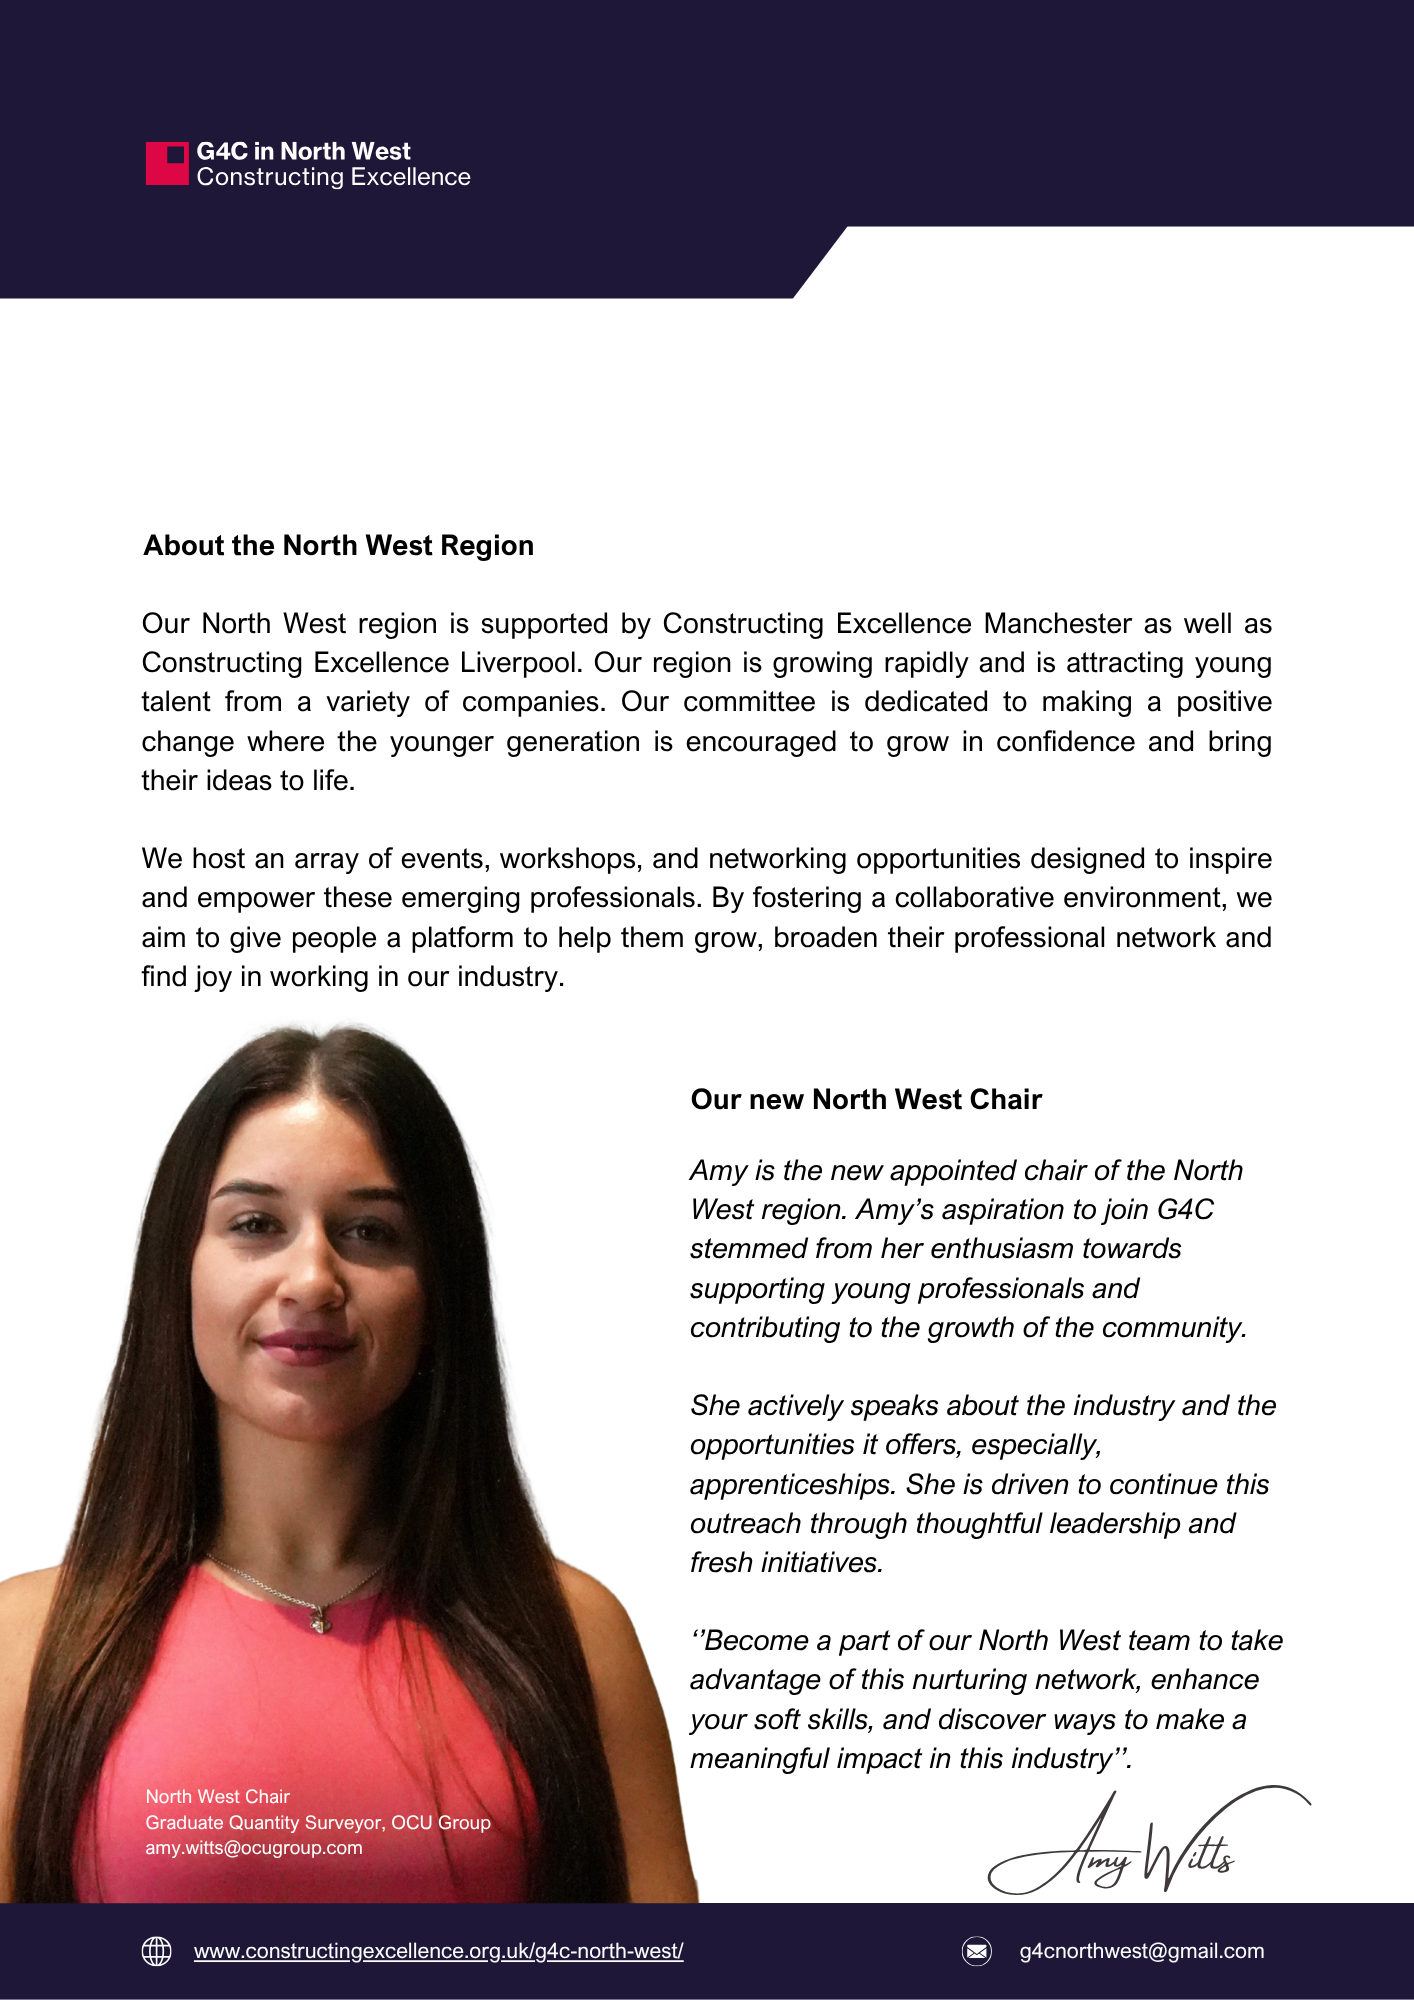 G4C in North West
Constructing Excellence
About the North West Region
Our North West region is supported by Constructing Excellence Manchester as well as
Constructing Excellence Liverpool. Our region is growing rapidly and is attracting young
talent from a variety of companies. Our committee is dedicated to making a positive
change where the younger generation is encouraged to grow in confidence and bring
their ideas to life.
We host an array of events, workshops, and networking opportunities designed to inspire
and empower these emerging professionals. By fostering a collaborative environment, we
aim to give people a platform to help them grow, broaden their professional network and
find joy in working in our industry.
Our new North West Chair
Amy is the new appointed chair of the North
West region. Amy’s aspiration to join G4C
stemmed from her enthusiasm towards
supporting young professionals and
contributing to the growth of the community.
She actively speaks about the industry and the
opportunities it offers, especially,
apprenticeships. She is driven to continue this
outreach through thoughtful leadership and
fresh initiatives.
‘’Become a part of our North West team to take
advantage of this nurturing network, enhance
your soft skills, and discover ways to make a
meaningful impact in this industry’’.
Amy Witts
North West Chair
Graduate Quantity Surveyor, OCU Group
amy.witts@ocugroup.com
www.constructingexcellence.org.uk/g4c-north-west/
g4cnorthwest@gmail.com